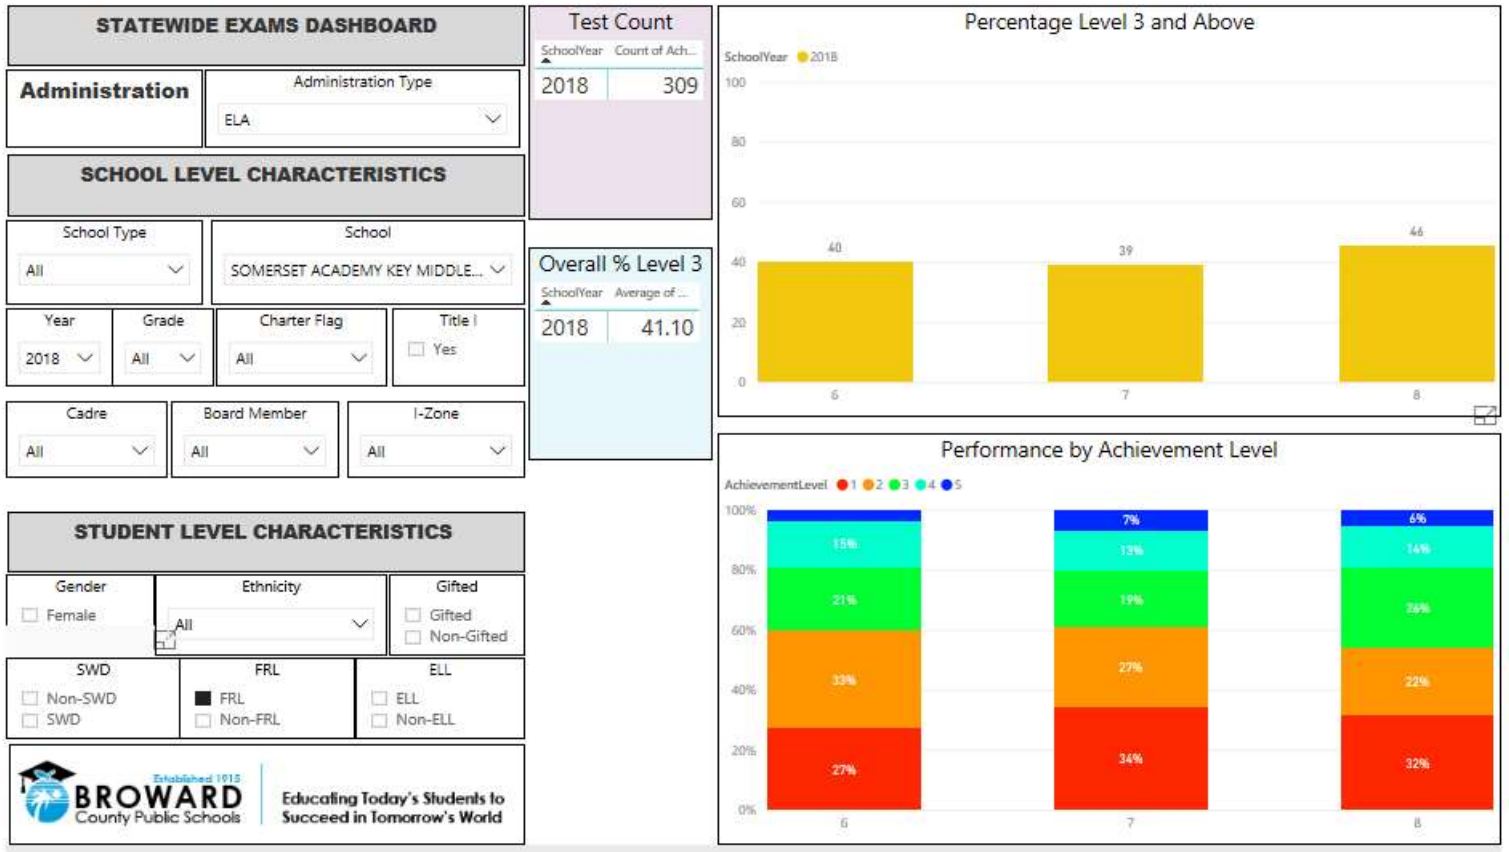 STATEWIDE EXAMS DASHBOARD
Administration
Administration Type
ELA
SCHOOL LEVEL CHARACTERISTICS
School Type
All
School
SOMERSET ACADEMY KEY MIDDLE...
Year
2018
Grade
All
Charter Flag
All
Title I
Yes
Cadre
All
Board Member
All
I-Zone
All
STUDENT LEVEL CHARACTERISTICS
Gender
Female
Ethnicity
All
Gifted
Gifted
Non-Gifted
SWD
Non-SWD
SWD
FRL
FRL
Non-FRL
ELL
ELL
Non-ELL
Established 1915
BROWARD
County Public Schools
Educating Today's Students to
Succeed in Tomorrow's World
Test Count
SchoolYear Count of Ach...
2018 309
Overall % Level 3
SchoolYear Average of ...
2018 41.10
Percentage Level 3 and Above
SchoolYear 2018
100
80
60
40
20
0
40
39
46
6 7 8
Performance by Achievement Level
AchievementLevel 1 2 3 4 5
100%
80%
60%
40%
20%
0%
15%
21%
33%
27%
7%
13%
19%
27%
34%
6%
14%
26%
22%
32%
6 7 8